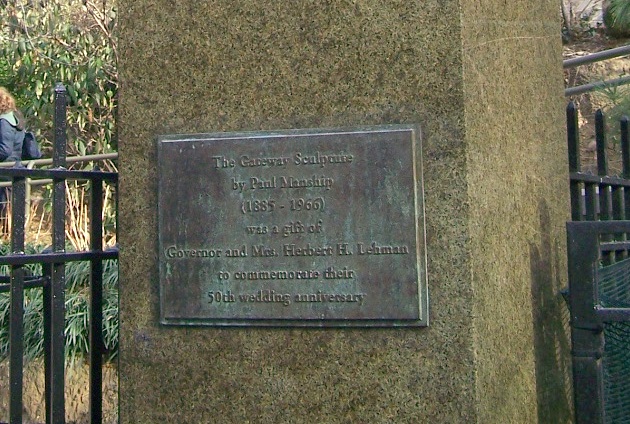 The Gateway Sculpture
by Paul Manship
(1885 - 1966)
was a gift of
Governor and Mrs. Herbert H. Lehman
to commemorate their
50th wedding anniversary